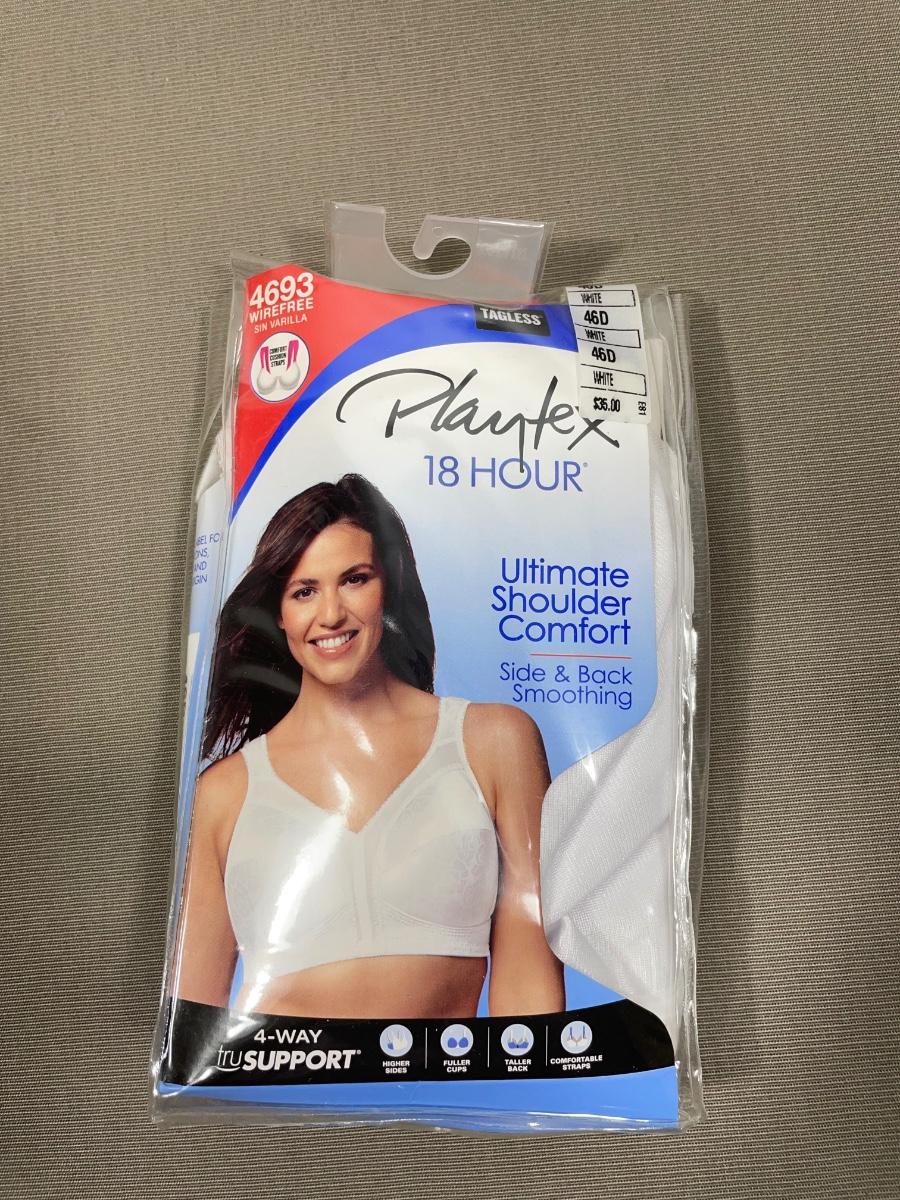 4693
WIREFREE
SIN VARILLA
COMFORT
CUSHION
STRAPS
TAGLESS
WHITE
46D
WHITE
46D
WHITE
$35.00
Playtex
18 HOUR®
Ultimate
Shoulder
Comfort
Side & Back
Smoothing
4-WAY
truSUPPORT®
HIGHER
SIDES
FULLER
CUPS
TALLER
BACK
COMFORTABLE
STRAPS